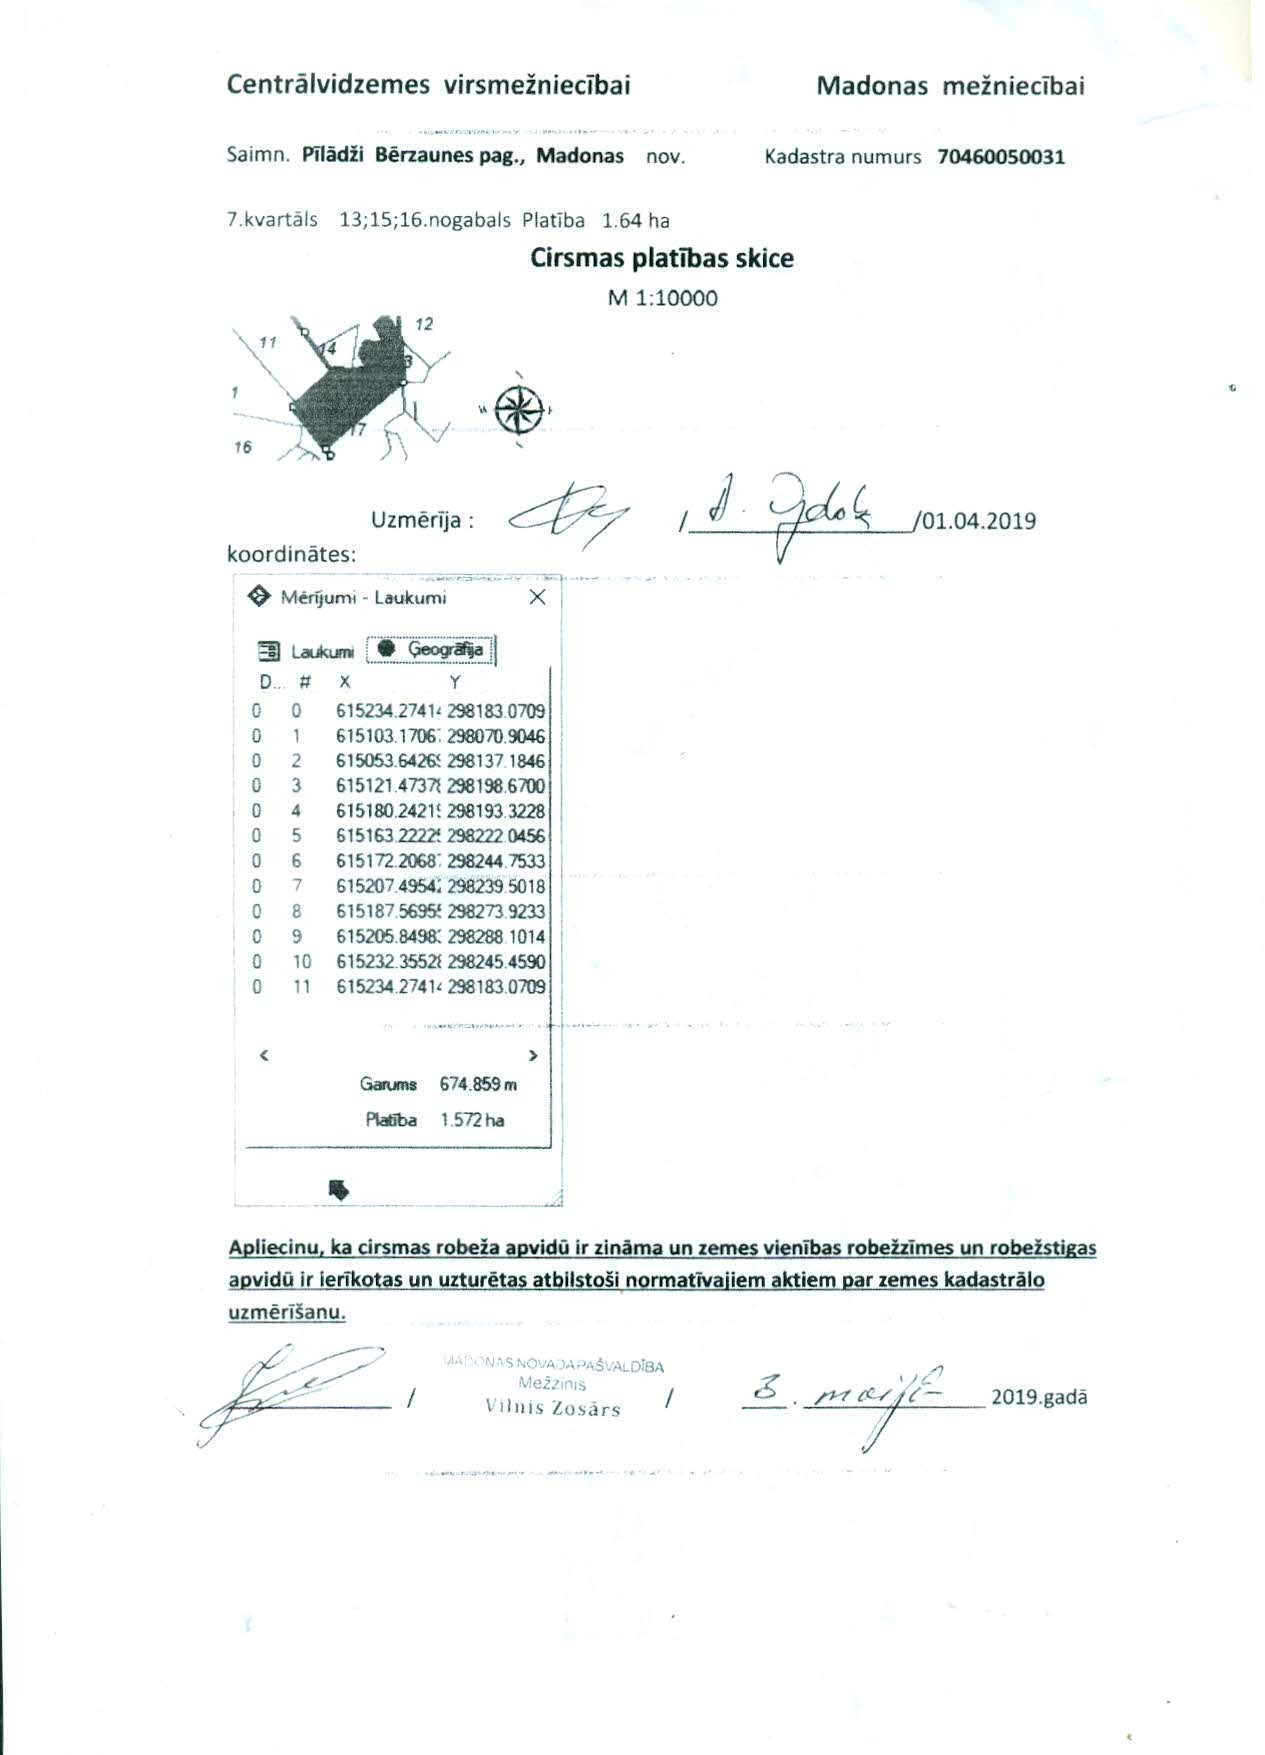 Centrālvidzemes virsmežniecībai Madonas mežniecībai
Saimn. Pīlādži Bērzaunes pag., Madonas nov. Kadastra numurs 70460050031
7.kvartāls 13;15;16.nogabals Platība 1.64 ha
Cirsmas platības skice
M 1:10000
12
11
14
3
1
17
16
W
Uzmērīja : / /01.04.2019
koordinātes:
Mērījumi - Laukumi
Laukumi Ģeogrāfija
D... # X Y
0 0 615234.27414 298183.0709
0 1 615103.1706 298070.9046
0 2 615053.6426 298137.1846
0 3 615121.4737 298198.6700
0 4 615180.2421 298193.3228
0 5 615163.2222 298222.0456
0 6 615172.2068 298244.7533
0 7 615207.4954 298239.5018
0 8 615187.5695 298273.9233
0 9 615205.8498 298288.1014
0 10 615232.3552 298245.4590
0 11 615234.27414 298183.0709
< >
Garums 674.859 m
Platība 1.572 ha
Apliecinu, ka cirsmas robeža apvidū ir zināma un zemes vienības robežzīmes un robežstigas
apvidū ir ierīkotas un uzturētas atbilstoši normatīvajiem aktiem par zemes kadastrālo
uzmērīšanu.
MADONAS NOVADA PAŠVALDĪBA
Mežzinis
/ Vilnis Zosārs / 3. maijā 2019.gadā